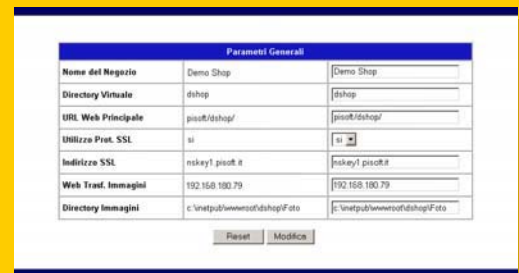 Parametri Generali
Nome del Negozio Demo Shop Demo Shop
Directory Virtuale dshop dshop
URL Web Principale pisoft/dshop/ pisoft/dshop/
Utilizzo Prot. SSL si si
Indirizzo SSL nskey1.pisoft.it nskey1.pisoft.it
Web Trasf. Immagini 192.168.180.79 192.168.180.79
Directory Immagini c:\inetpub\wwwroot\dshop\Foto c:\inetpub\wwwroot\dshop\Foto
Reset Modifica